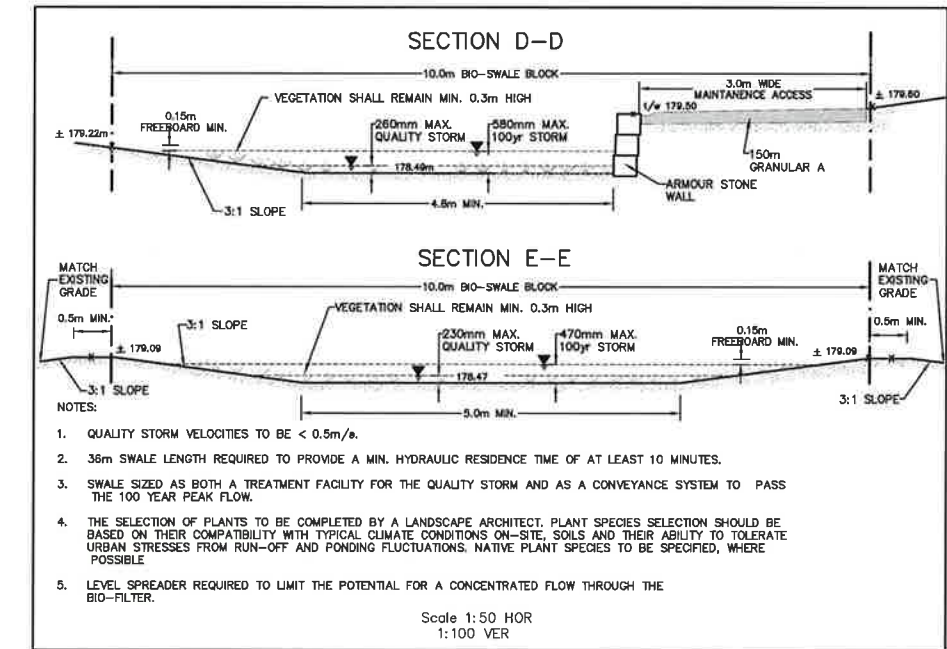 SECTION D-D
10.0m BIO-SWALE BLOCK
3.0m WIDE
MAINTANENCE ACCESS
VEGETATION SHALL REMAIN MIN. 0.3m HIGH
± 179.60
t/w 179.50
0.15m
FREEBOARD MIN.
± 179.22m
260mm MAX.
QUALITY STORM
580mm MAX.
100yr STORM
178.49m
150m
GRANULAR A
ARMOUR STONE
WALL
3:1 SLOPE
4.8m MIN.
SECTION E-E
MATCH
EXISTING
GRADE
10.0m BIO-SWALE BLOCK
MATCH
EXISTING
GRADE
VEGETATION SHALL REMAIN MIN. 0.3m HIGH
0.5m MIN.
3:1 SLOPE
230mm MAX.
QUALITY STORM
470mm MAX.
100yr STORM
0.15m
FREEBOARD MIN.
0.5m MIN.
± 179.09
± 179.09
178.47
3:1 SLOPE
3:1 SLOPE
5.0m MIN.
NOTES:
1. QUALITY STORM VELOCITIES TO BE < 0.5m/s.
2. 36m SWALE LENGTH REQUIRED TO PROVIDE A MIN. HYDRAULIC RESIDENCE TIME OF AT LEAST 10 MINUTES.
3. SWALE SIZED AS BOTH A TREATMENT FACILITY FOR THE QUALITY STORM AND AS A CONVEYANCE SYSTEM TO PASS
THE 100 YEAR PEAK FLOW.
4. THE SELECTION OF PLANTS TO BE COMPLETED BY A LANDSCAPE ARCHITECT. PLANT SPECIES SELECTION SHOULD BE
BASED ON THEIR COMPATIBILITY WITH TYPICAL CLIMATE CONDITIONS ON-SITE, SOILS AND THEIR ABILITY TO TOLERATE
URBAN STRESSES FROM RUN-OFF AND PONDING FLUCTUATIONS. NATIVE PLANT SPECIES TO BE SPECIFIED, WHERE
POSSIBLE
5. LEVEL SPREADER REQUIRED TO LIMIT THE POTENTIAL FOR A CONCENTRATED FLOW THROUGH THE
BIO-FILTER.
Scale 1:50 HOR
1:100 VER